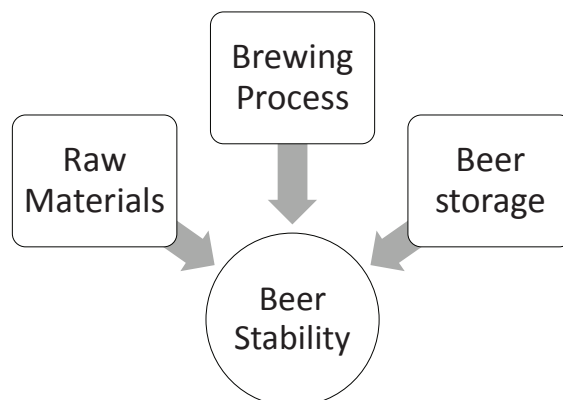 Brewing
Process
Raw
Materials
Beer
storage
Beer
Stability